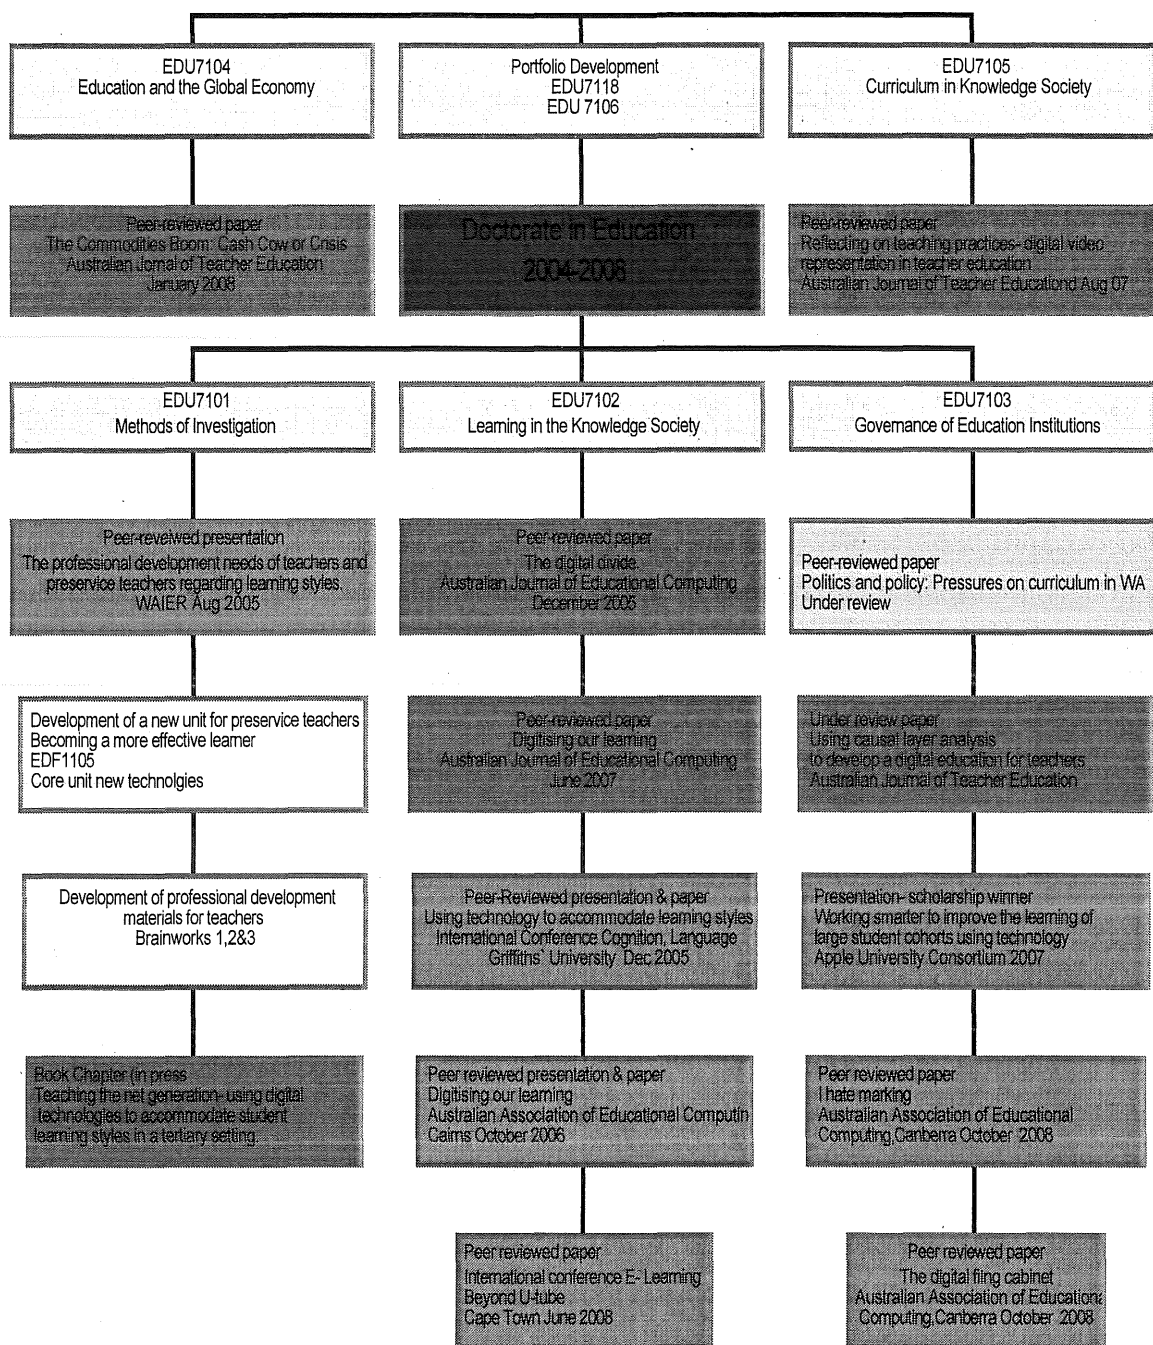 EDU7104
Education and the Global Economy
Portfolio Development
EDU7118
EDU 7106
EDU7105
Curriculum in Knowledge Society
Peer-reviewed paper
The Commodities Boom: Cash Cow or Crisis
Australian Jornal of Teacher Education
January 2008
Doctorate in Education
2004-2008
Peer-reviewed paper
Reflecting on teaching practices- digital video
representation in teacher education
Australian Journal of Teacher Educationd Aug 07
EDU7101
Methods of Investigation
EDU7102
Learning in the Knowledge Society
EDU7103
Governance of Education Institutions
Peer-reveiwed presentation
The professional development needs of teachers and
preservice teachers regarding learning styles.
WAIER Aug 2005
Peer-reviewed paper
The digital divide.
Australian Journal of Educational Computing
December 2005
Peer-reviewed paper
Politics and policy: Pressures on curriculum in WA
Under review
Development of a new unit for preservice teachers
Becoming a more effective learner
EDF1105
Core unit new technolgies
Peer-reviewed paper
Digitising our learning
Australian Journal of Educational Computing
June 2007
Under review paper
Using causal layer analysis
to develop a digital education for teachers
Australian Journal of Teacher Education
Development of professional development
materials for teachers
Brainworks 1,2&3
Peer-Reviewed presentation & paper
Using technology to accommodate learning styles
International Conference Cognition, Language
Griffiths` University Dec 2005
Presentation- scholarship winner
Working smarter to improve the learning of
large student cohorts using technology
Apple University Consortium 2007
Book Chapter (in press
Teaching the net generation- using digital
technologies to accommodate student
learning styles in a tertiary setting.
Peer reviewed presentation & paper
Digitising our learning
Australian Association of Educational Computin
Cairns October 2006
Peer reviewed paper
I hate marking
Australian Association of Educational
Computing,Canberra October 2008
Peer reviewed paper
International conference E- Learning
Beyond U-tube
Cape Town June 2008
Peer reviewed paper
The digital filing cabinet
Australian Association of Educationa
Computing,Canberra October 2008